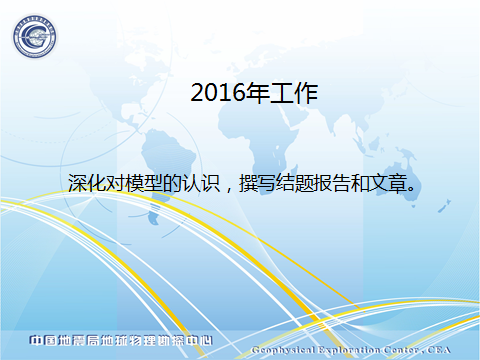 2016年工作
深化对模型的认识，撰写结题报告和文章。
中国地震局地球物理勘探中心
Geophysical Exploration Center , CEA